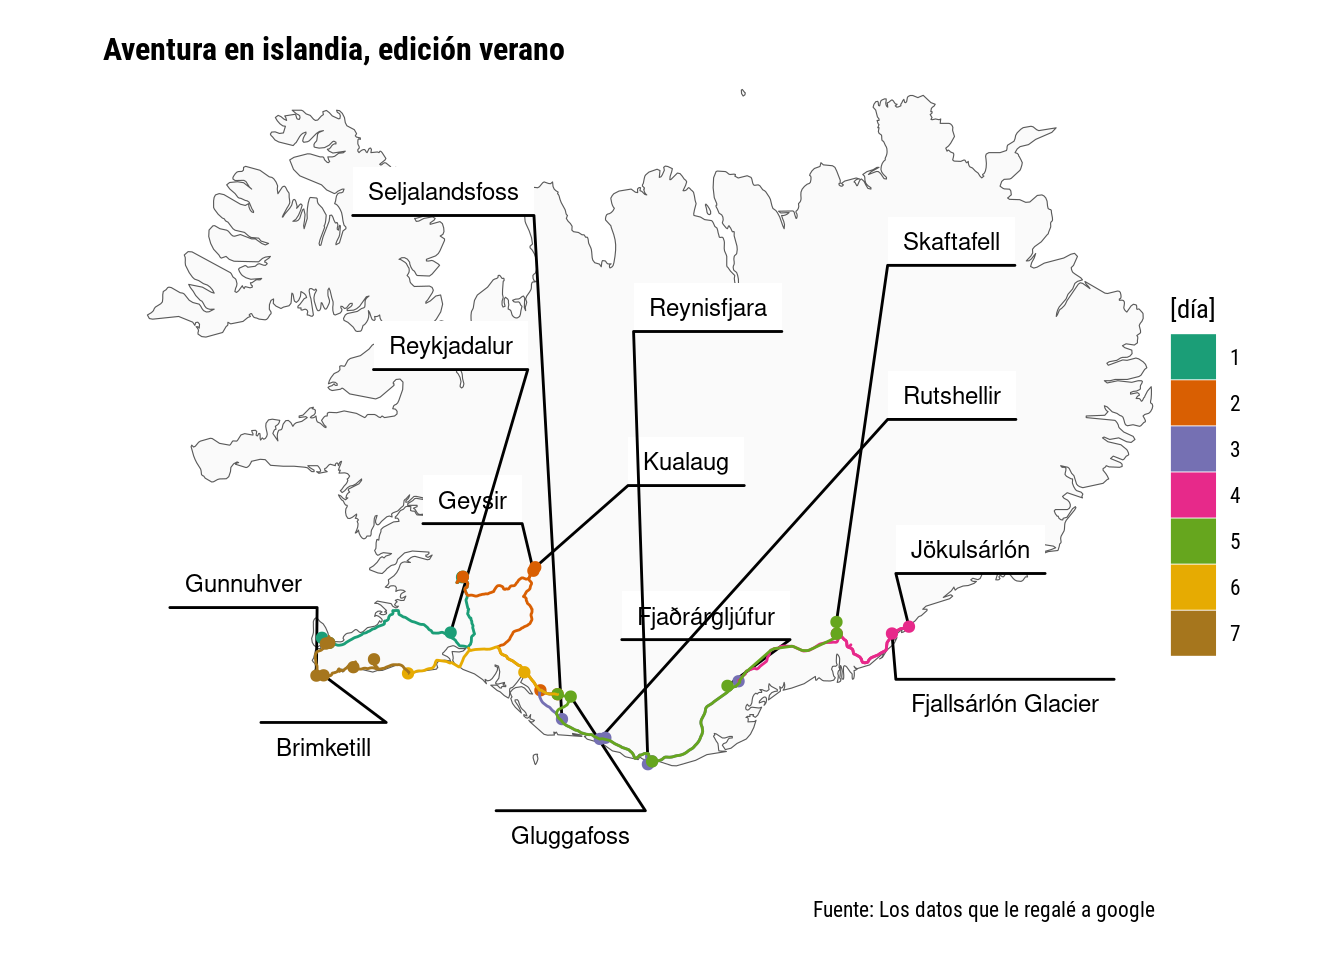 Aventura en islandia, edición verano
Seljalandsfoss
Skaftafell
Reynisfjara
[día]
Reykjadalur
1
2
Rutshellir
3
Kualaug
4
Geysir
5
Jökulsárlón
Gunnuhver
6
Fjaðrárgljúfur
7
Fjallsárlón Glacier
Brimketill
Gluggafoss
Fuente: Los datos que le regalé a google